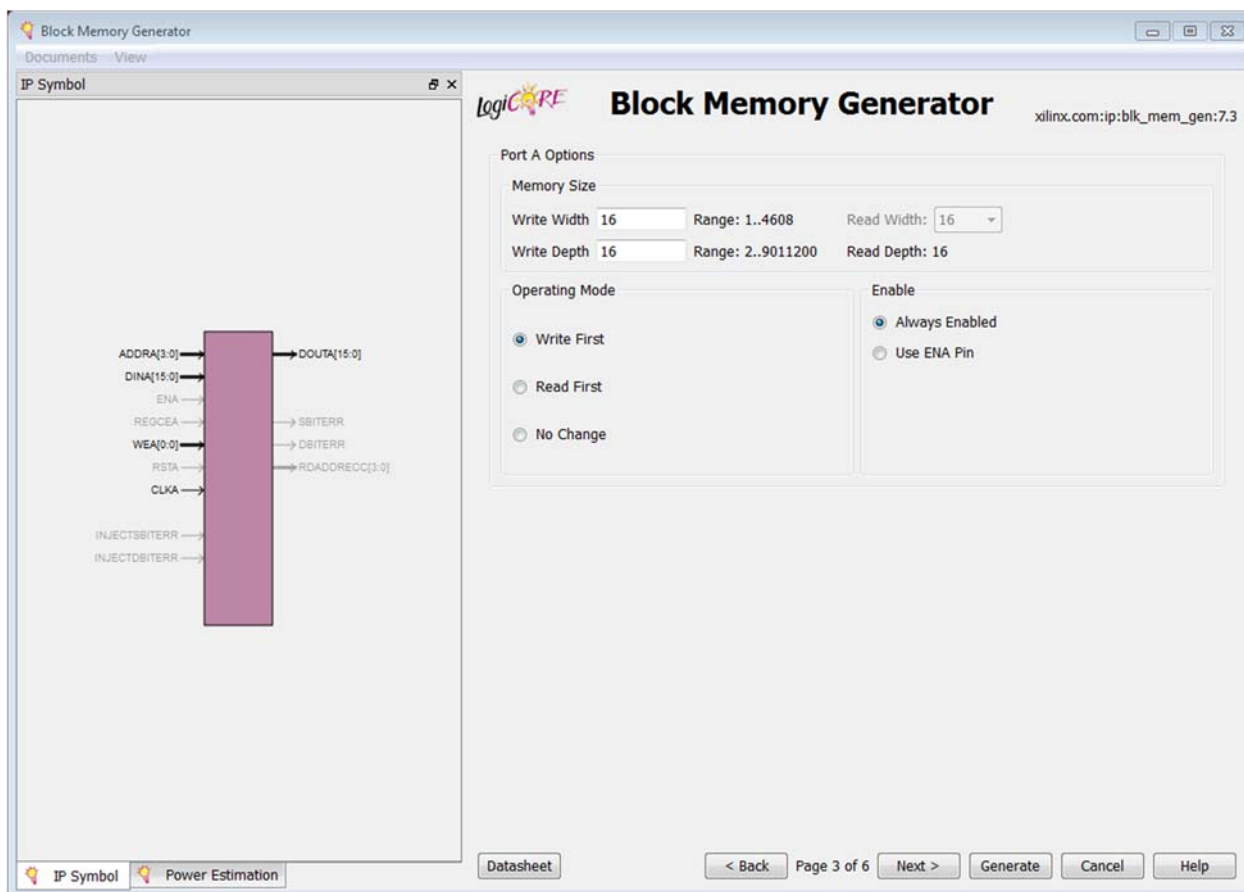 Block Memory Generator
Documents View
IP Symbol
ADDRA[3:0]
DOUTA[15:0]
DINA[15:0]
ENA
REGCEA
SBITERR
WEA[0:0]
DBITERR
RSTA
RDADDRECC[3:0]
CLKA
INJECTSBITERR
INJECTDBITERR
IP Symbol Power Estimation
LogiCORE
Block Memory Generator
xilinx.com:ip:blk_mem_gen:7.3
Port A Options
Memory Size
Write Width 16 Range: 1..4608 Read Width: 16
Write Depth 16 Range: 2..9011200 Read Depth: 16
Operating Mode
Write First
Read First
No Change
Enable
Always Enabled
Use ENA Pin
Datasheet < Back Page 3 of 6 Next > Generate Cancel Help